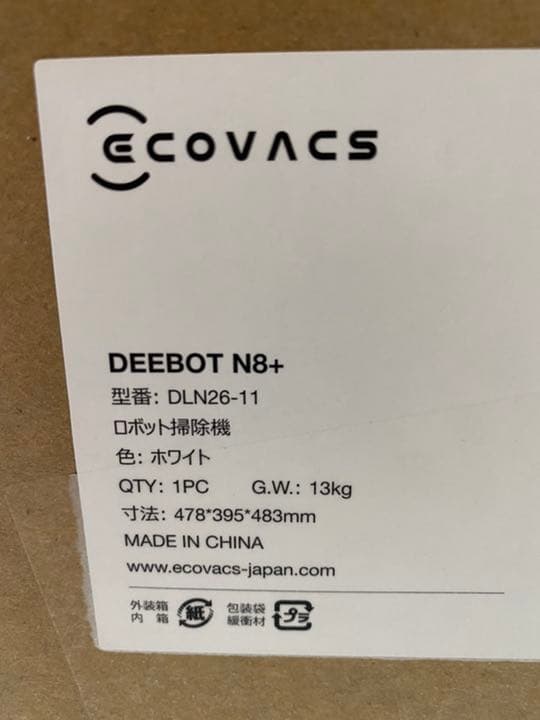 ECOVACS
DEEBOT N8+
型番: DLN26-11
ロボット掃除機
色: ホワイト
QTY: 1PC G.W.: 13kg
寸法: 478*395*483mm
MADE IN CHINA
www.ecovacs-japan.com
外装箱 包装袋
内 箱 紙 緩衝材 プラ